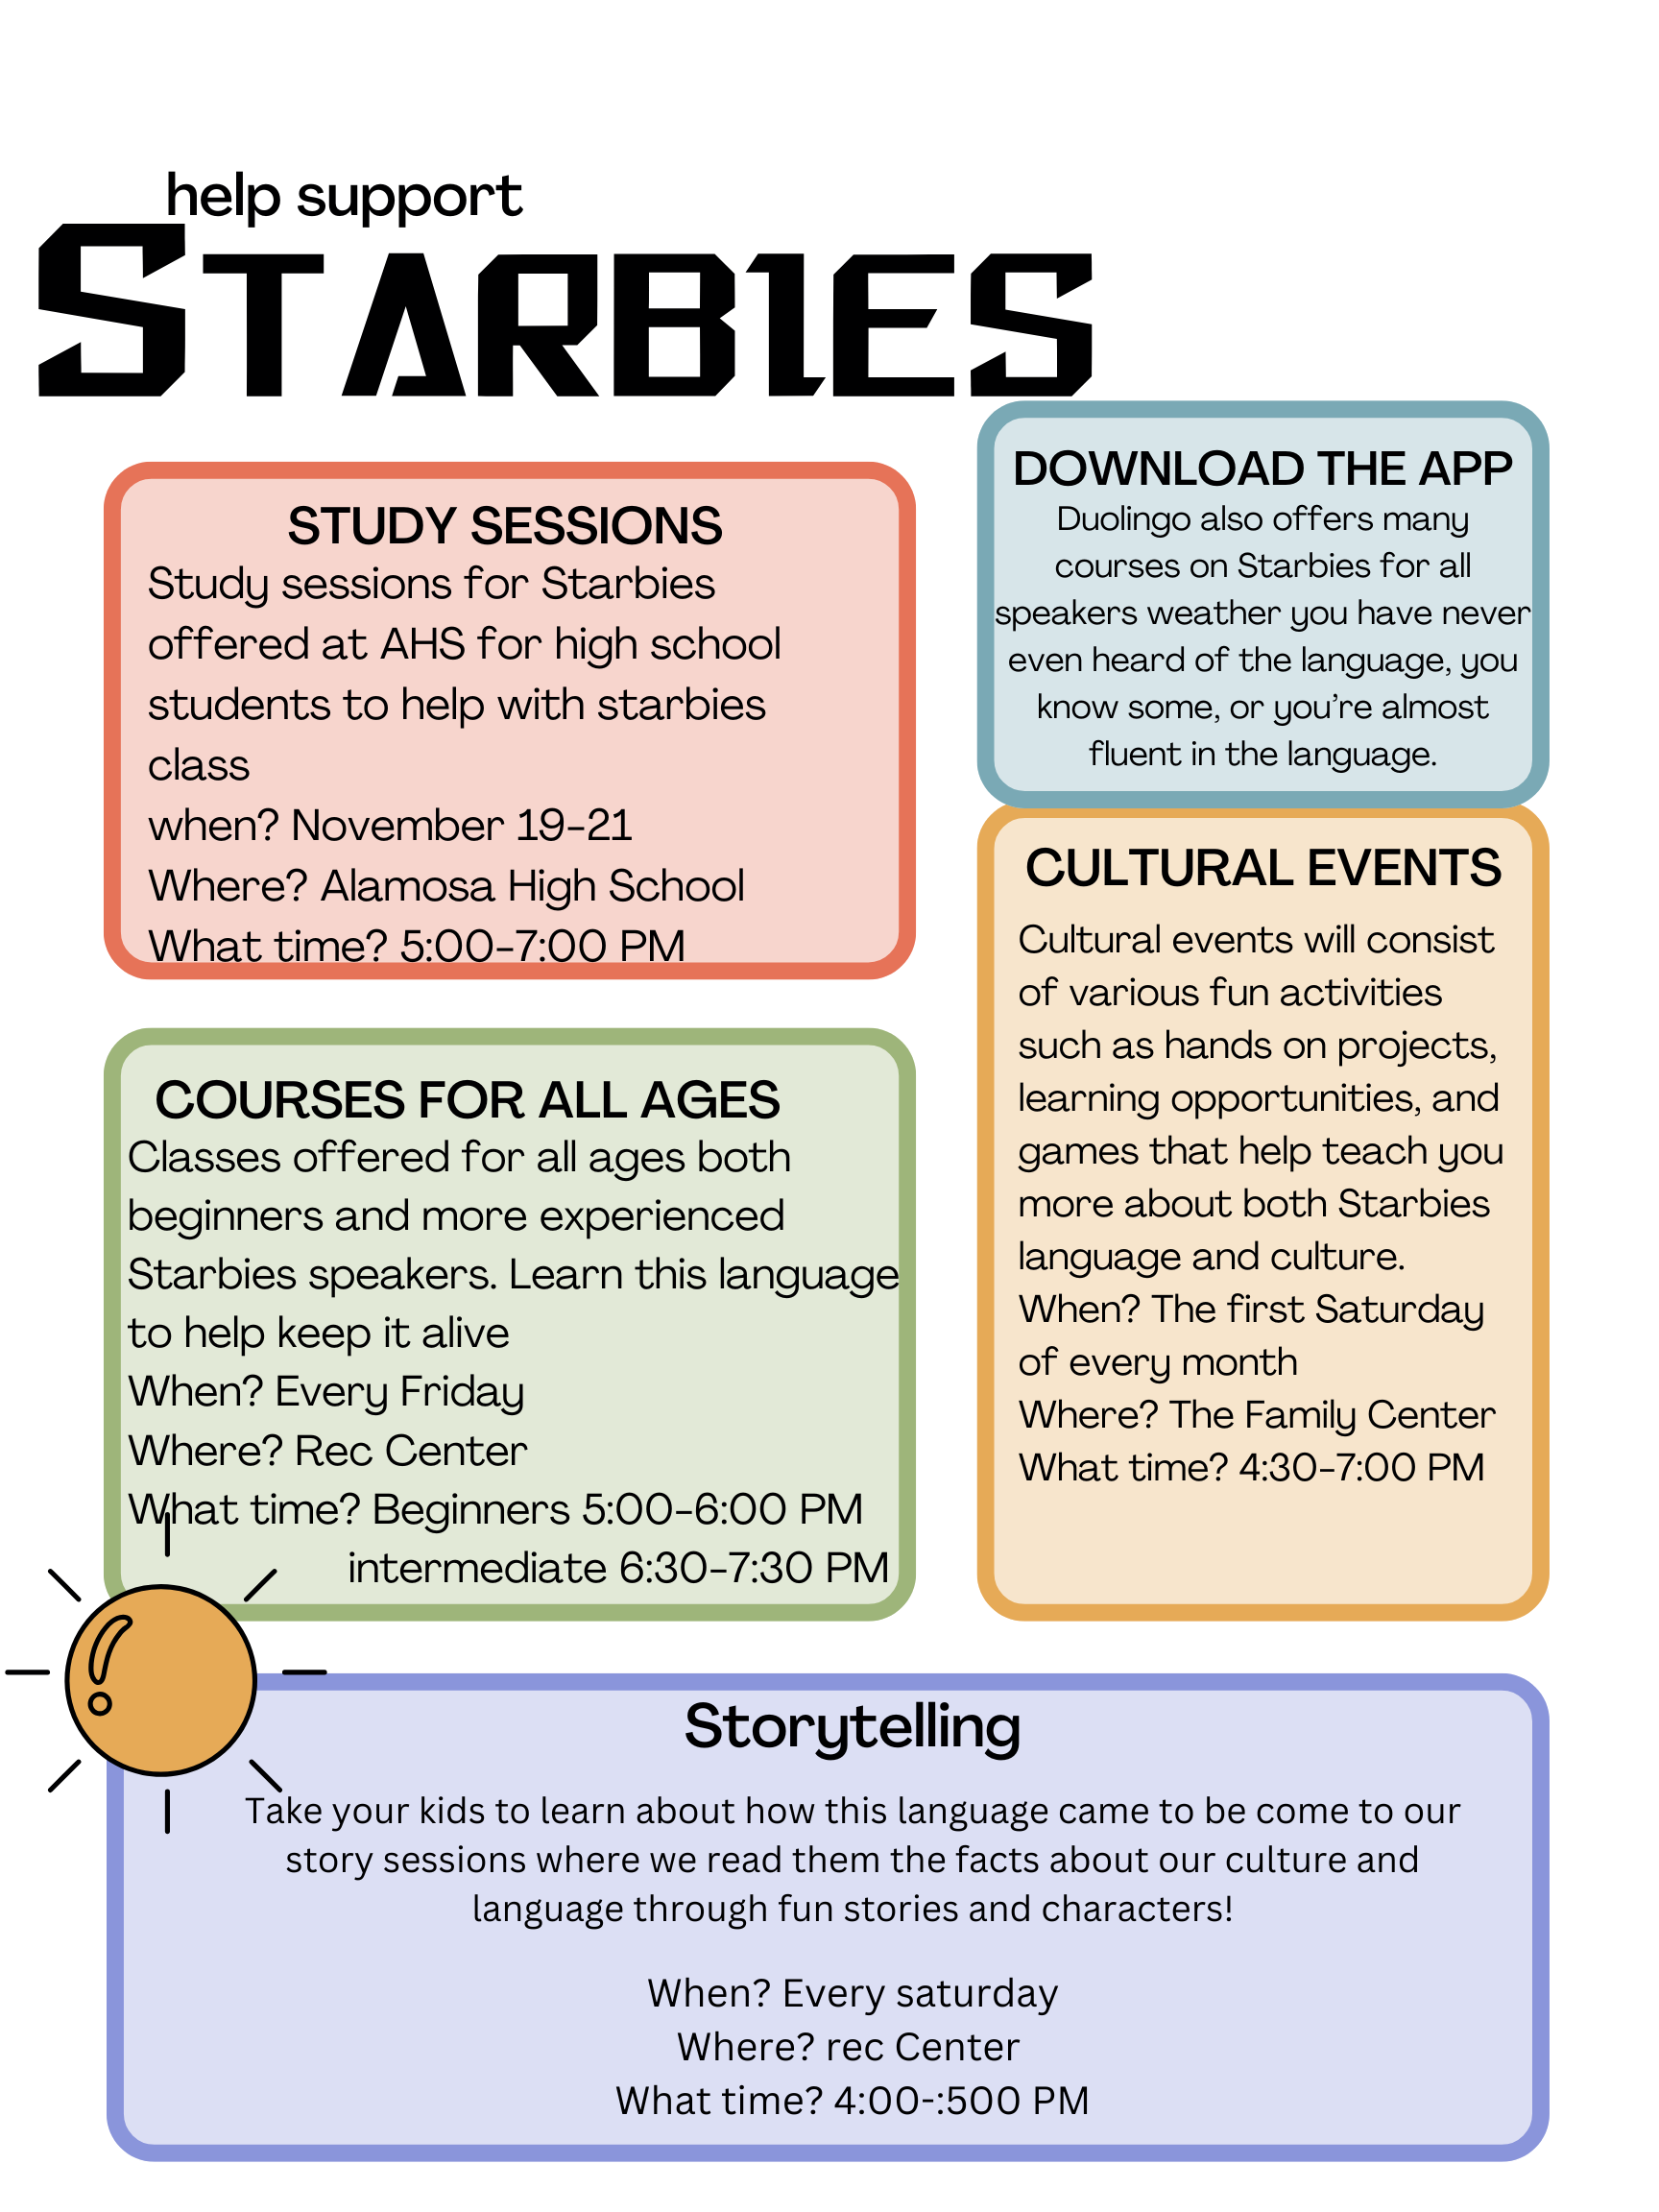 help support
STARBIES
STUDY SESSIONS
Study sessions for Starbies
offered at AHS for high school
students to help with starbies
class
when? November 19-21
Where? Alamosa High School
What time? 5:00-7:00 PM
DOWNLOAD THE APP
Duolingo also offers many
courses on Starbies for all
speakers weather you have never
even heard of the language, you
know some, or you're almost
fluent in the language.
COURSES FOR ALL AGES
Classes offered for all ages both
beginners and more experienced
Starbies speakers. Learn this language
to help keep it alive
When? Every Friday
Where? Rec Center
What time? Beginners 5:00-6:00 PM
intermediate 6:30-7:30 PM
CULTURAL EVENTS
Cultural events will consist
of various fun activities
such as hands on projects,
learning opportunities, and
games that help teach you
more about both Starbies
language and culture.
When? The first Saturday
of every month
Where? The Family Center
What time? 4:30-7:00 PM
Storytelling
Take your kids to learn about how this language came to be come to our
story sessions where we read them the facts about our culture and
language through fun stories and characters!
When? Every saturday
Where? rec Center
What time? 4:00-:500 PM